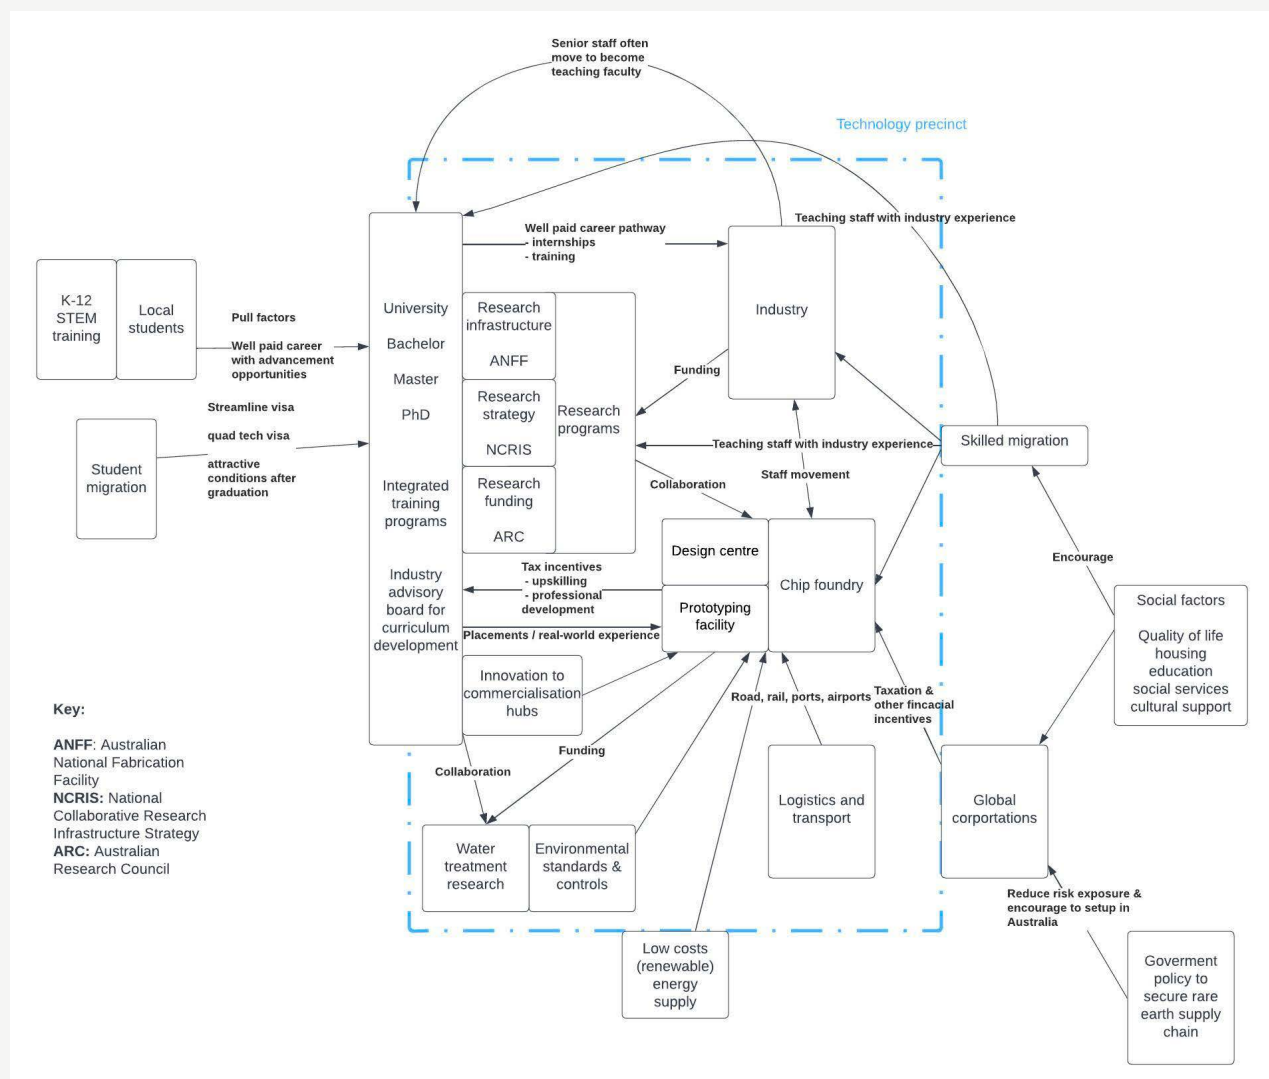 Senior staff often
move to become
teaching faculty
Technology precinct
Teaching staff with industry experience
Well paid career pathway
- internships
- training
K-12
STEM
training
Local
students
Pull factors
Well paid career
with advancement
opportunities
University
Bachelor
Master
PhD
Integrated
training
programs
Industry
advisory
board for
curriculum
development
Research
infrastructure
ANFF
Research
strategy
NCRIS
Research
funding
ARC
Research
programs
Industry
Funding
Streamline visa
quad tech visa
attractive
conditions after
graduation
Student
migration
Teaching staff with industry experience
Skilled migration
Staff movement
Collaboration
Design centre
Prototyping
facility
Chip foundry
Encourage
Social factors
Quality of life
housing
education
social services
cultural support
Tax incentives
- upskilling
- professional
development
Placements / real-world experience
Innovation to
commercialisation
hubs
Road, rail, ports, airports
Taxation &
other fincacial
incentives
Key:
ANFF: Australian
National Fabrication
Facility
NCRIS: National
Collaborative Research
Infrastructure Strategy
ARC: Australian
Research Council
Funding
Collaboration
Logistics and
transport
Global
corportations
Water
treatment
research
Environmental
standards &
controls
Reduce risk exposure &
encourage to setup in
Australia
Low costs
(renewable)
energy
supply
Goverment
policy to
secure rare
earth supply
chain